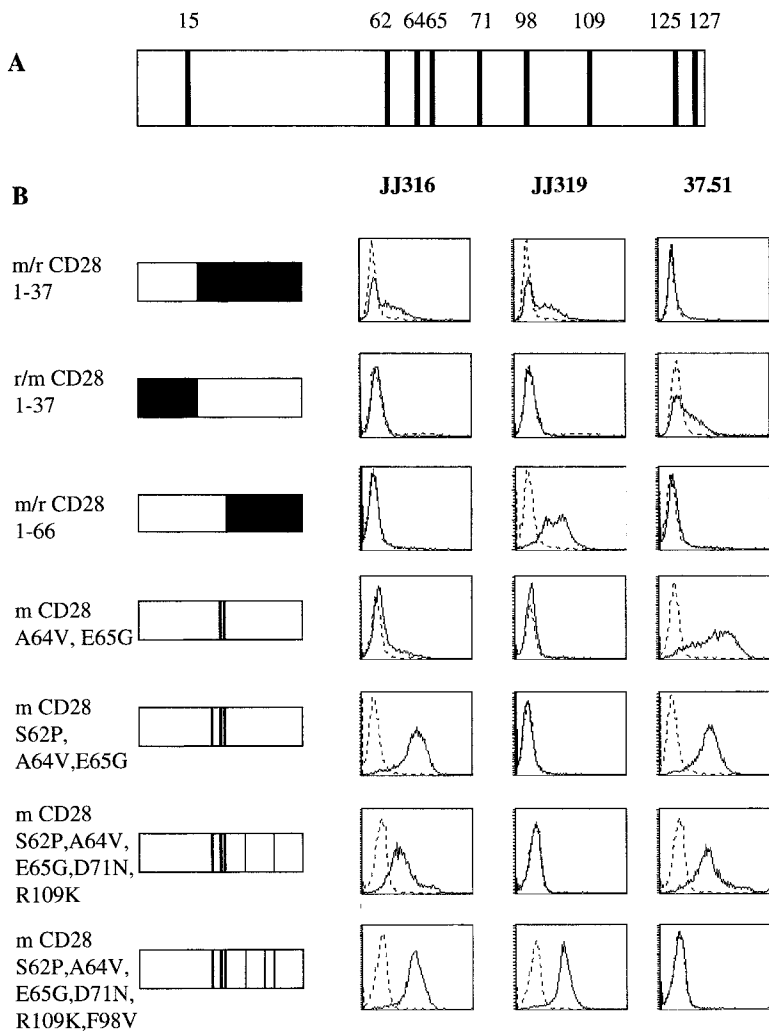 15 62 6465 71 98 109 125 127
A
B JJ316 JJ319 37.51
m/r CD28
1-37
r/m CD28
1-37
m/r CD28
1-66
m CD28
A64V, E65G
m CD28
S62P,
A64V,E65G
m CD28
S62P,A64V,
E65G,D71N,
R109K
m CD28
S62P,A64V,
E65G,D71N,
R109K,F98V